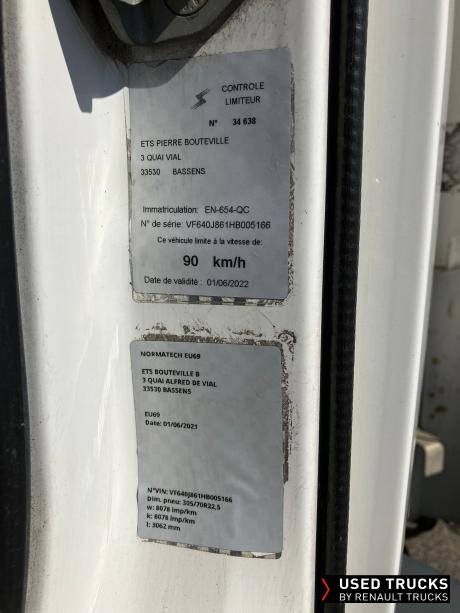 CONTROLE
LIMITEUR
N° 34 638
ETS PIERRE BOUTEVILLE
3 QUAI VIAL
33530 BASSENS
Immatriculation: EN-654-QC
N° de série: VF640J861HB005166
Ce véhicule limite à la vitesse de:
90 km/h
Date de validité : 01/06/2022
NORMATECH EU69
ETS BOUTEVILLE B
3 QUAI ALFRED DE VIAL
33530 BASSENS
EU69
Date: 01/06/2021
N°VIN: VF640J861HB005166
Dim. pneu: 305/70R22,5
w: 8078 imp/km
k: 8078 imp/km
l: 3062 mm
USED TRUCKS
BY RENAULT TRUCKS